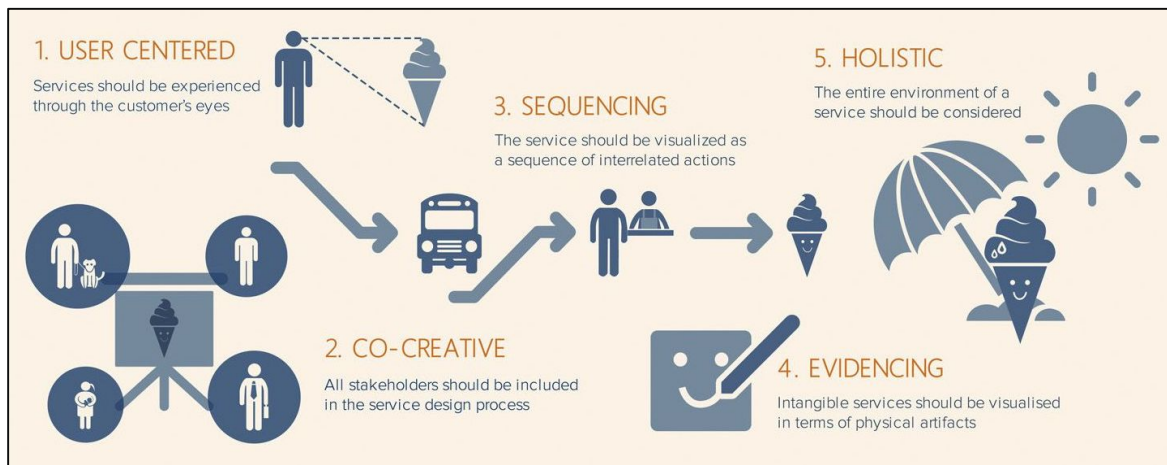 1. USER CENTERED
Services should be experienced
through the customer's eyes
2. CO-CREATIVE
All stakeholders should be included
in the service design process
3. SEQUENCING
The service should be visualized as
a sequence of interrelated actions
4. EVIDENCING
Intangible services should be visualised
in terms of physical artifacts
5. HOLISTIC
The entire environment of a
service should be considered